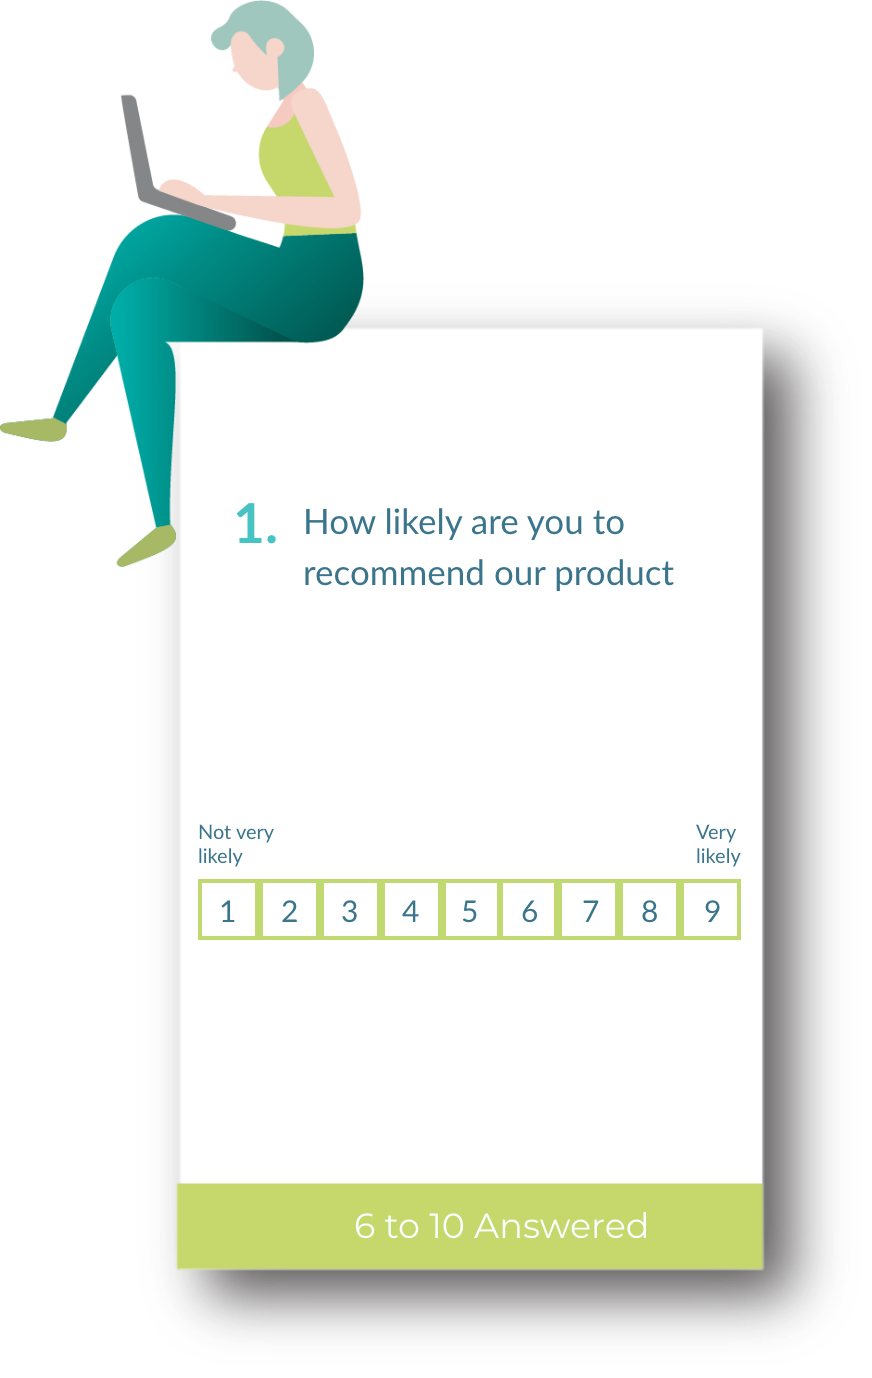 1. How likely are you to
recommend our product
Not very
likely
Very
likely
1 2 3 4 5 6 7 8 9
6 to 10 Answered